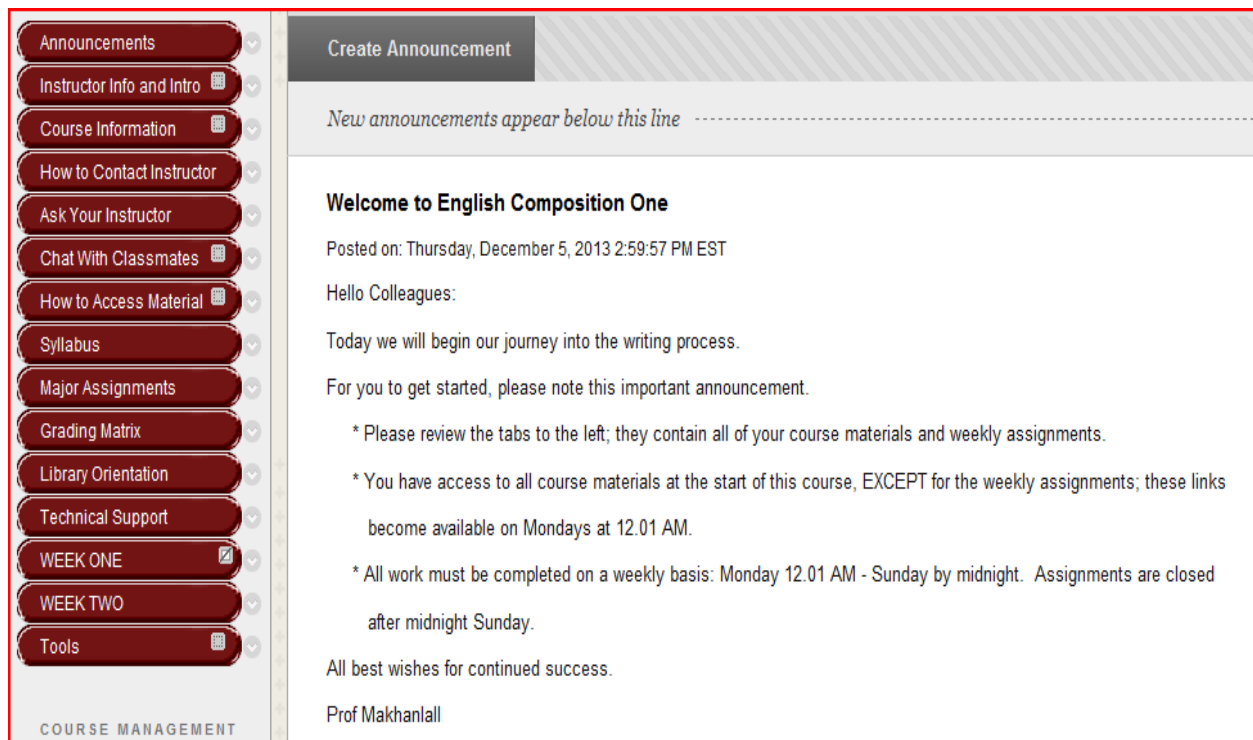 Announcements
Instructor Info and Intro
Course Information
How to Contact Instructor
Ask Your Instructor
Chat With Classmates
How to Access Material
Syllabus
Major Assignments
Grading Matrix
Library Orientation
Technical Support
WEEK ONE
WEEK TWO
Tools
COURSE MANAGEMENT
Create Announcement
New announcements appear below this line
Welcome to English Composition One
Posted on: Thursday, December 5, 2013 2:59:57 PM EST
Hello Colleagues:
Today we will begin our journey into the writing process.
For you to get started, please note this important announcement.
* Please review the tabs to the left; they contain all of your course materials and weekly assignments.
* You have access to all course materials at the start of this course, EXCEPT for the weekly assignments; these links
become available on Mondays at 12.01 AM.
* All work must be completed on a weekly basis: Monday 12.01 AM - Sunday by midnight. Assignments are closed
after midnight Sunday.
All best wishes for continued success.
Prof Makhanlall